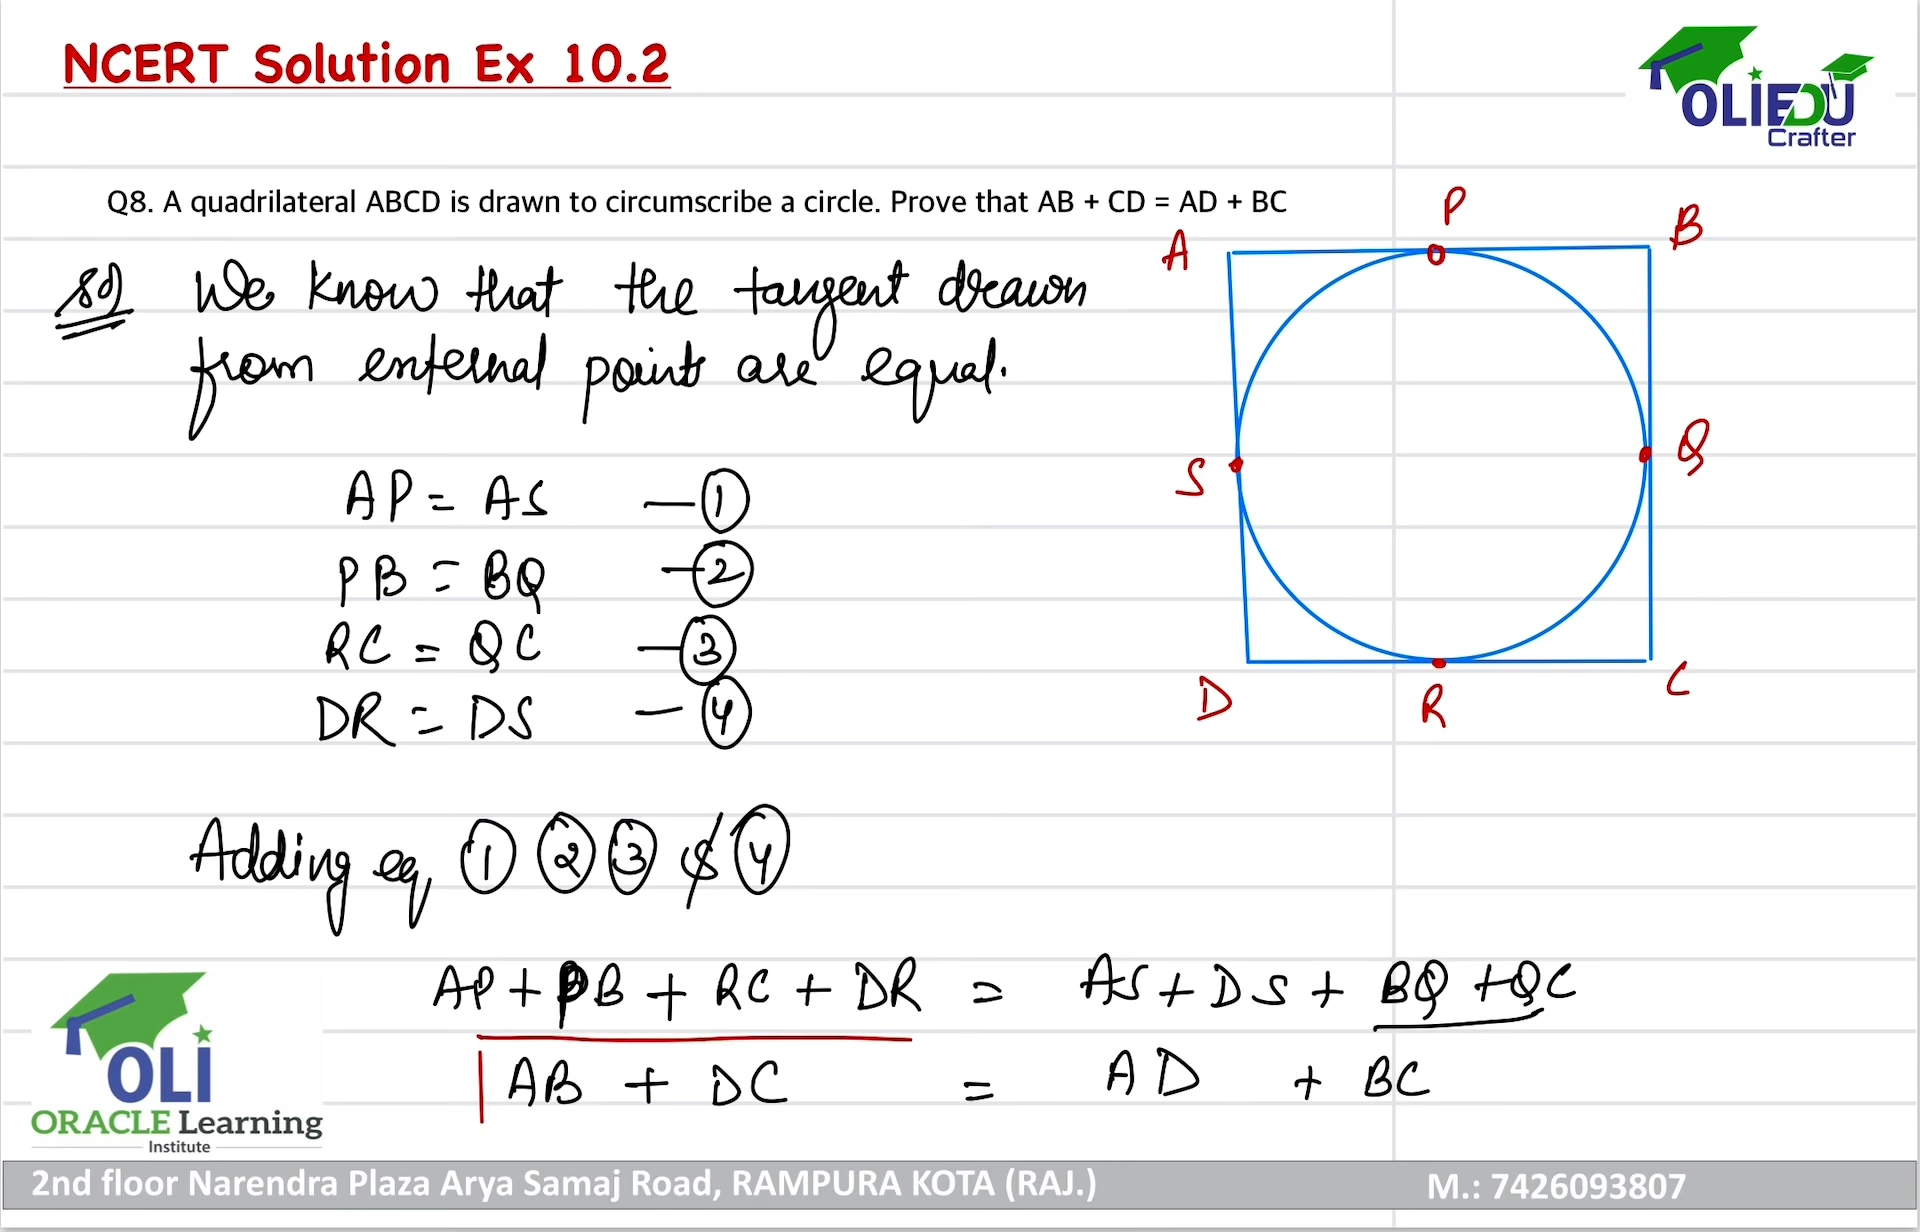 NCERT Solution Ex 10.2
OLIEDU
Crafter
Q8. A quadrilateral ABCD is drawn to circumscribe a circle. Prove that AB + CD = AD + BC
P
A
B
Sol We know that the tangent drawn
from external point are equal.
S
Q
AP = AS —①
PB = BQ —②
RC = QC —③
DR = DS —④
D
R
C
Adding eq ① ② ③ & ④
AP + PB + RC + DR = AS + DS + BQ + QC
AB + DC = AD + BC
OLI
ORACLE Learning
Institute
2nd floor Narendra Plaza Arya Samaj Road, RAMPURA KOTA (RAJ.) M.: 7426093807